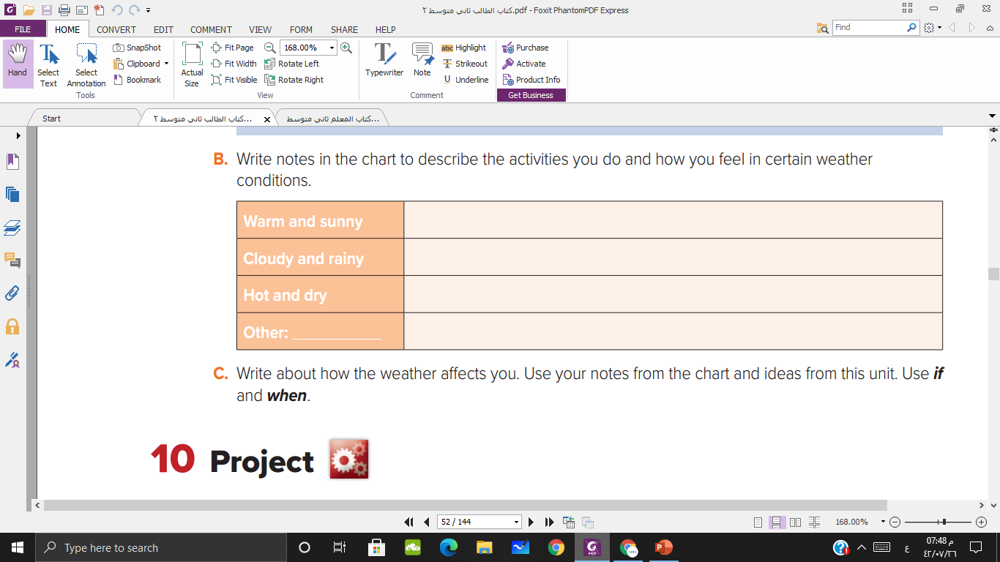 كتاب الطالب ثاني متوسط ٢.pdf - Foxit PhantomPDF Express
FILE HOME CONVERT EDIT COMMENT VIEW FORM SHARE HELP Find
Hand
Select
Text
Select
Annotation
SnapShot
Clipboard
Bookmark
Tools
Actual
Size
Fit Page
Fit Width
Fit Visible
168.00%
Rotate Left
Rotate Right
View
Typewriter
Note
abc Highlight
T Strikeout
U Underline
Comment
Purchase
Activate
Product Info
Get Business
Start
كتاب الطالب ثاني متوسط ٢...
كتاب المعلم ثاني متوسط...
B. Write notes in the chart to describe the activities you do and how you feel in certain weather
conditions.
Warm and sunny
Cloudy and rainy
Hot and dry
Other: ____________
C. Write about how the weather affects you. Use your notes from the chart and ideas from this unit. Use if
and when.
10 Project
52 / 144
168.00%
Type here to search
ع
07:48 م
٤٢/٠٧/٢٦